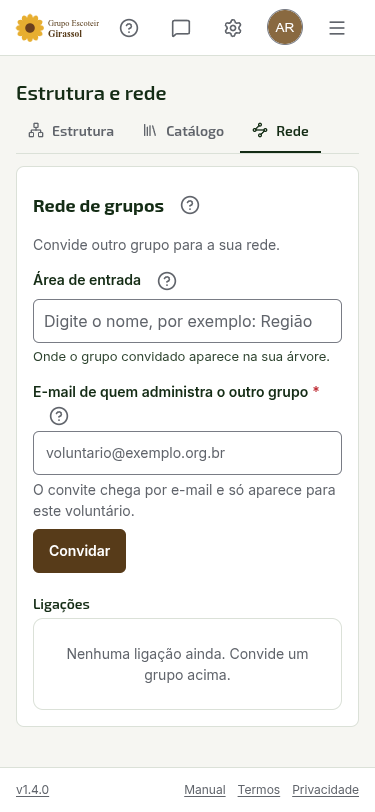 Grupo Escoteir
Girassol
AR
Estrutura e rede
Estrutura
Catálogo
Rede
Rede de grupos
Convide outro grupo para a sua rede.
Área de entrada
Digite o nome, por exemplo: Região
Onde o grupo convidado aparece na sua árvore.
E-mail de quem administra o outro grupo *
voluntario@exemplo.org.br
O convite chega por e-mail e só aparece para
este voluntário.
Convidar
Ligações
Nenhuma ligação ainda. Convide um
grupo acima.
v1.4.0
Manual
Termos
Privacidade